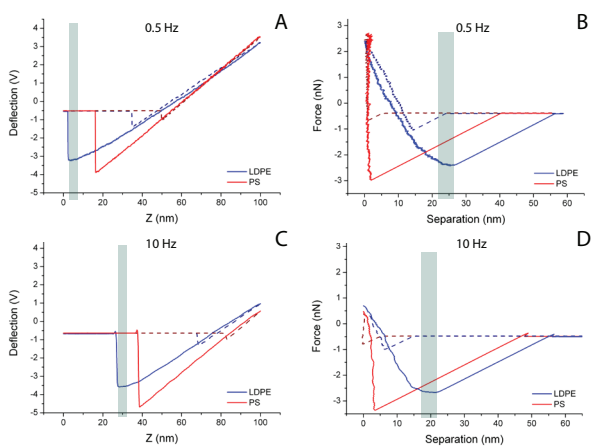 0.5 Hz
A
Deflection (V)
4
3
2
1
0
-1
-2
-3
-4
-5
LDPE
PS
0 20 40 60 80 100
Z (nm)
0.5 Hz
B
Force (nN)
3
2
1
0
-1
-2
-3
LDPE
PS
0 10 20 30 40 50 60
Separation (nm)
10 Hz
C
Deflection (V)
4
3
2
1
0
-1
-2
-3
-4
-5
LDPE
PS
0 20 40 60 80 100
Z (nm)
10 Hz
D
Force (nN)
3
2
1
0
-1
-2
-3
LDPE
PS
0 10 20 30 40 50 60
Separation (nm)